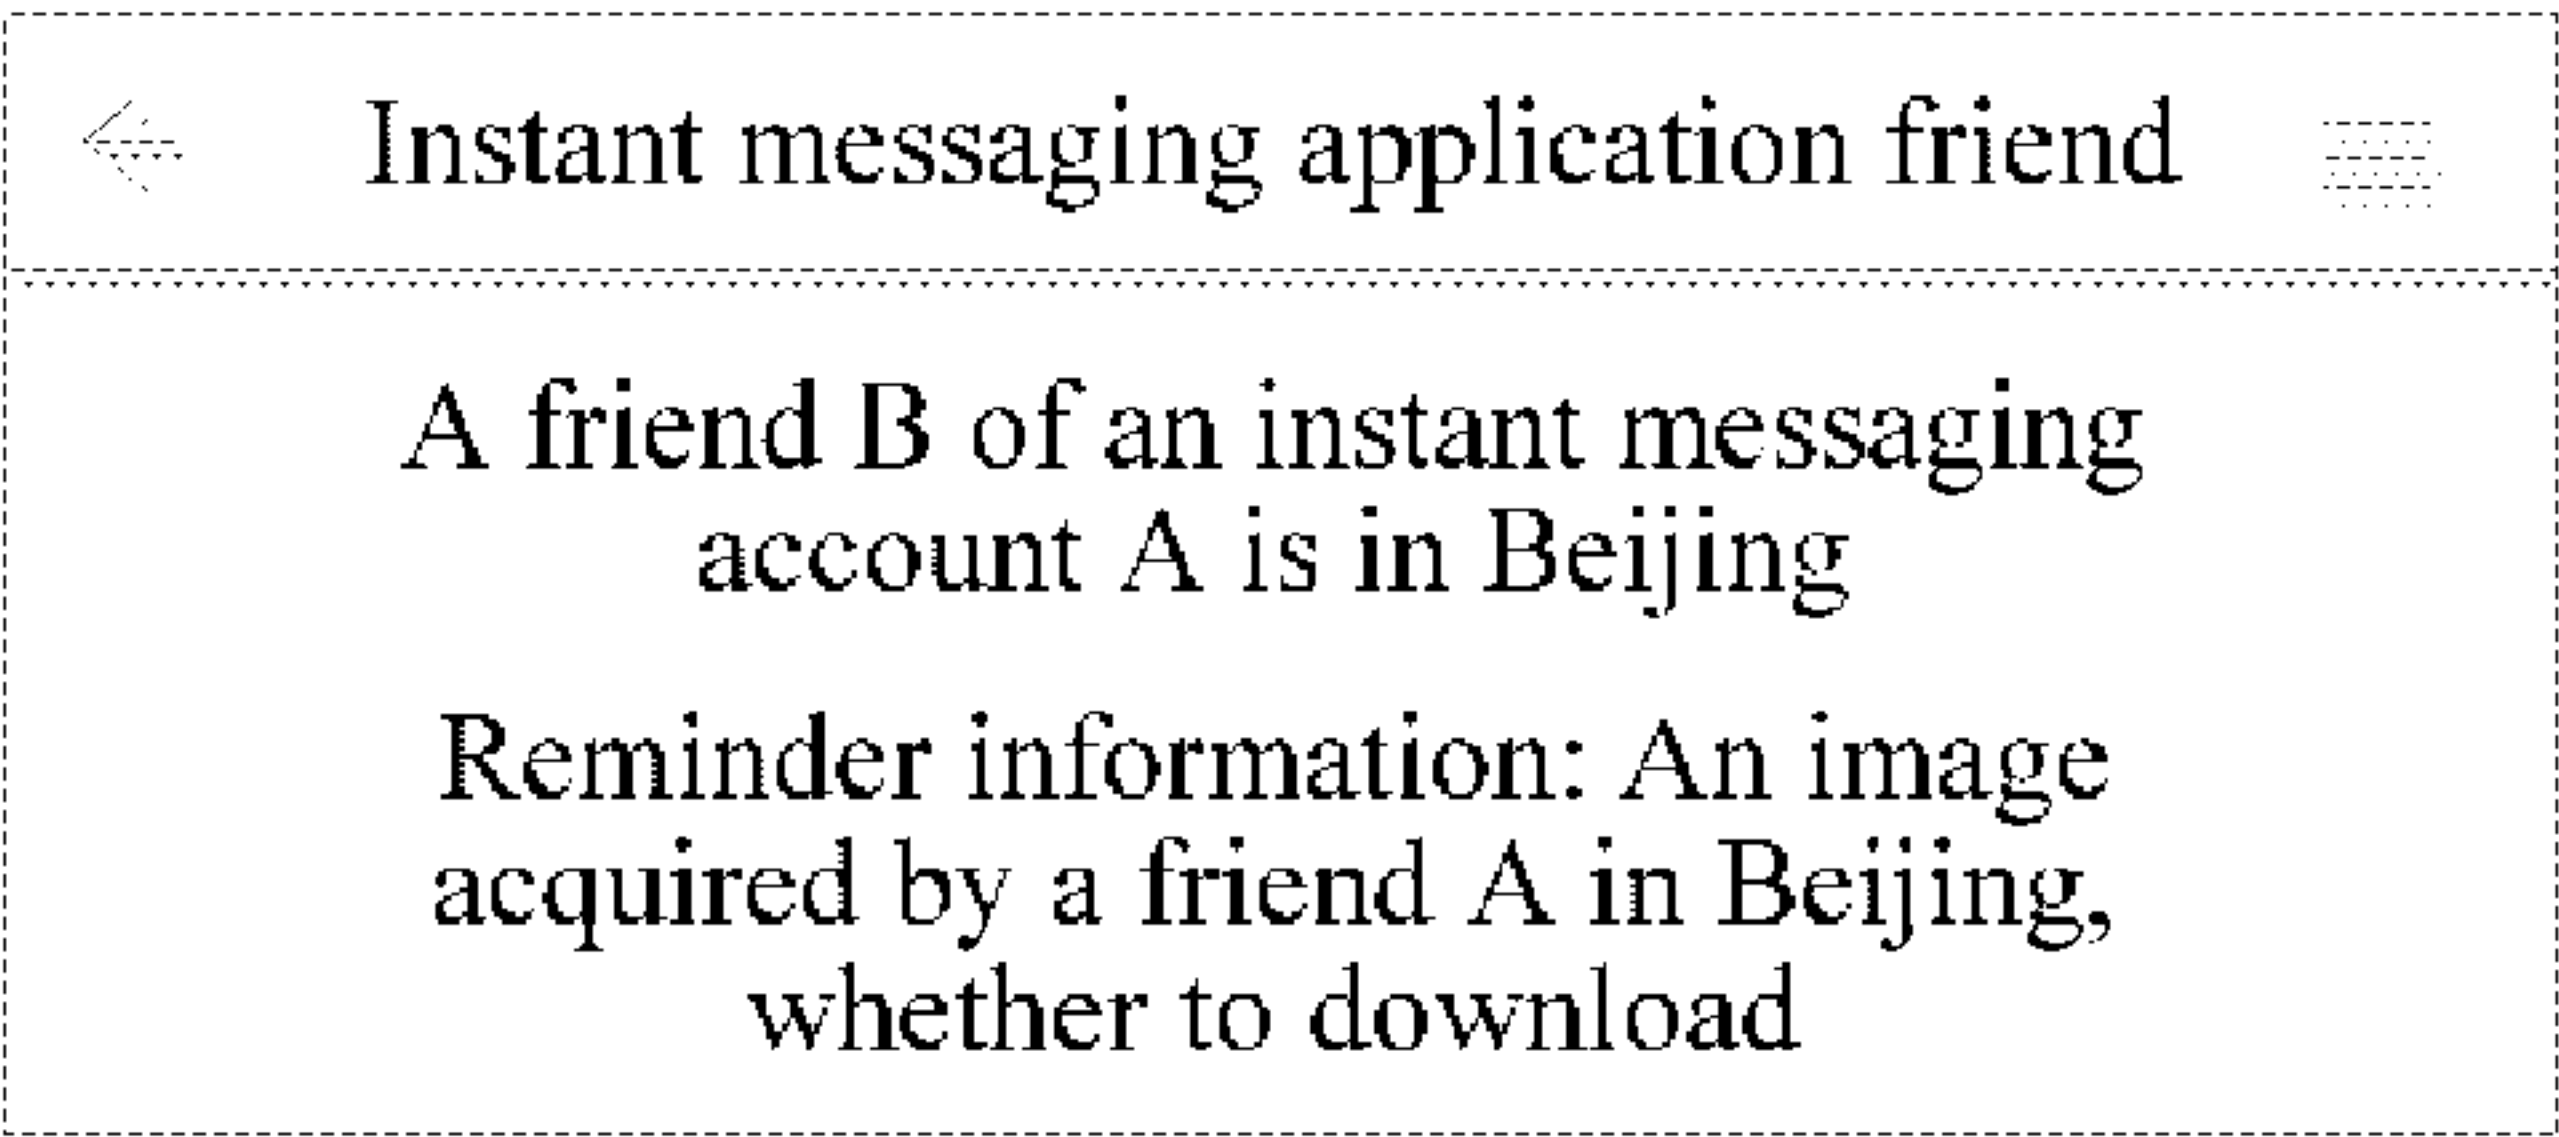 Instant messaging application friend
A friend B of an instant messaging
account A is in Beijing
Reminder information: An image
acquired by a friend A in Beijing,
whether to download